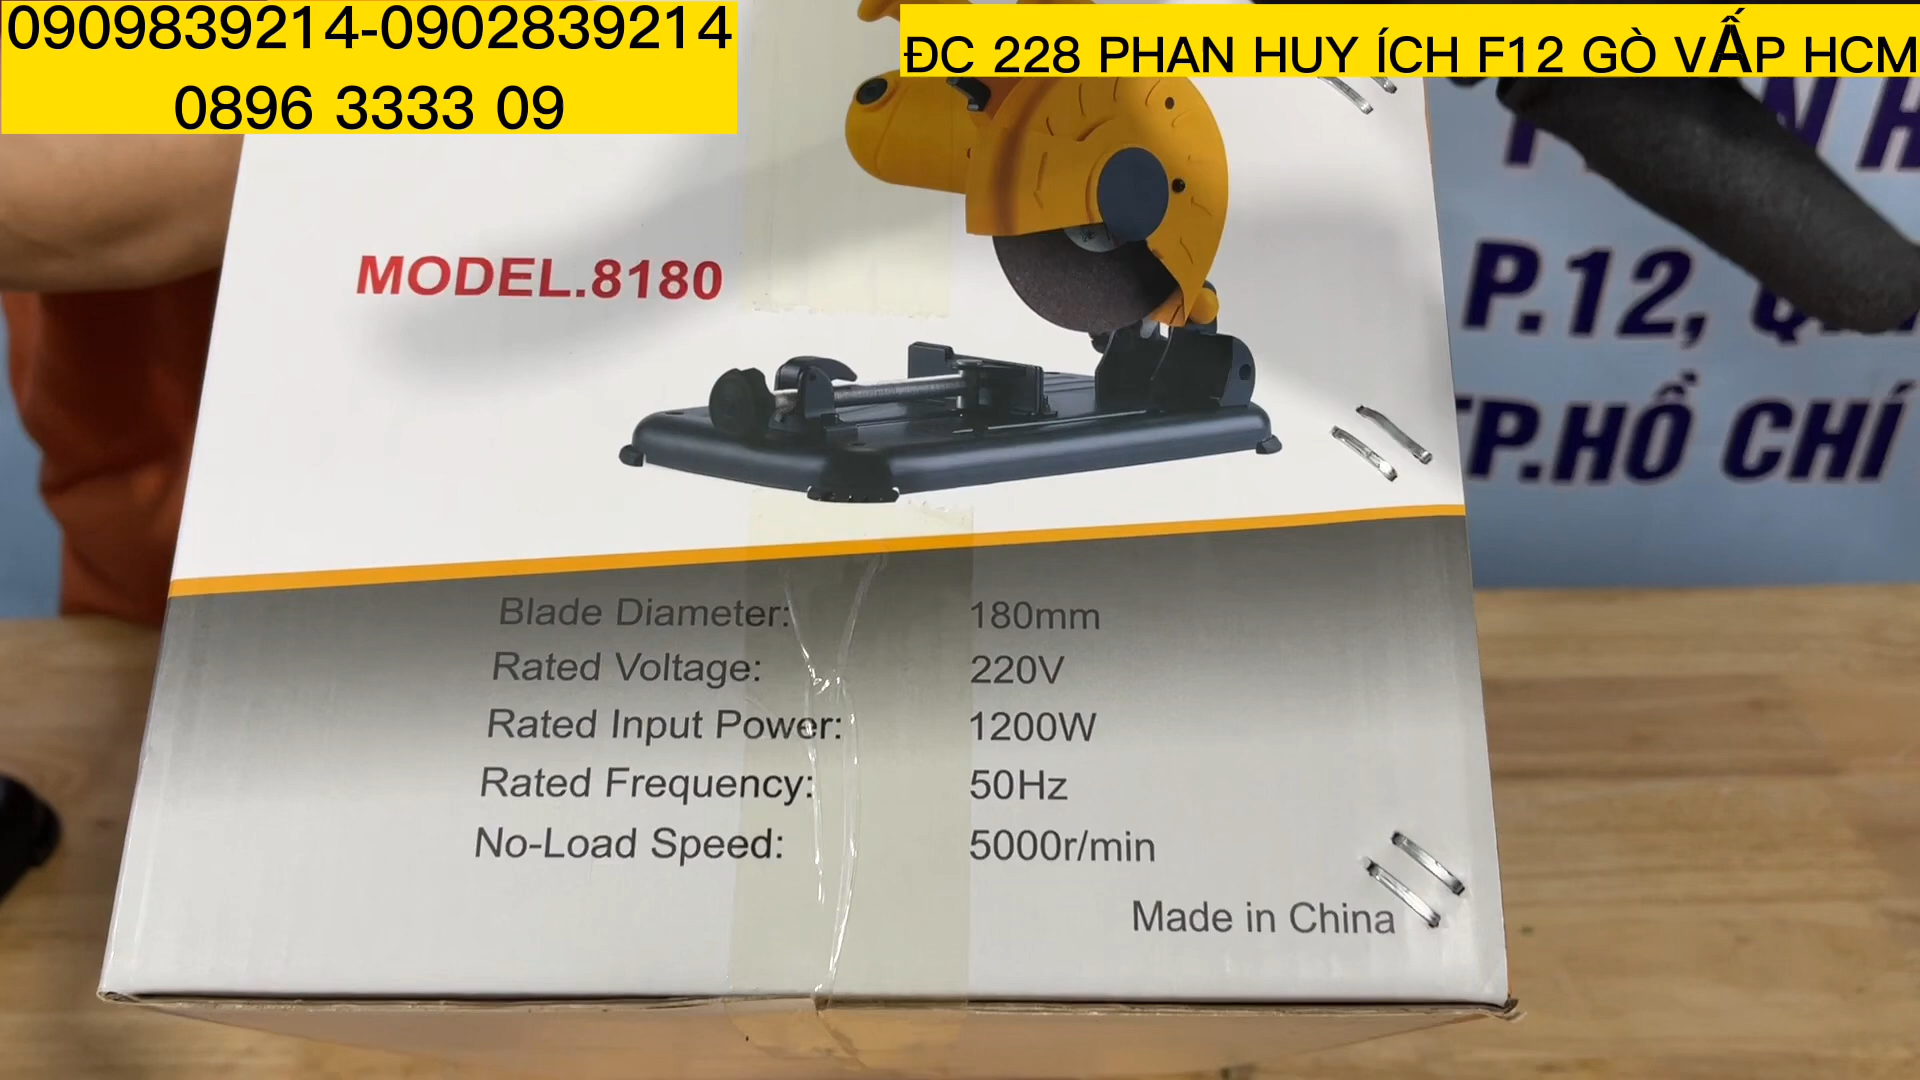 0909839214-0902839214
0896 3333 09
ĐC 228 PHAN HUY ÍCH F12 GÒ VẤP HCM
P.12,
TP.HỒ CHÍ
MODEL.8180
Blade Diameter: 180mm
Rated Voltage: 220V
Rated Input Power: 1200W
Rated Frequency: 50Hz
No-Load Speed: 5000r/min
Made in China